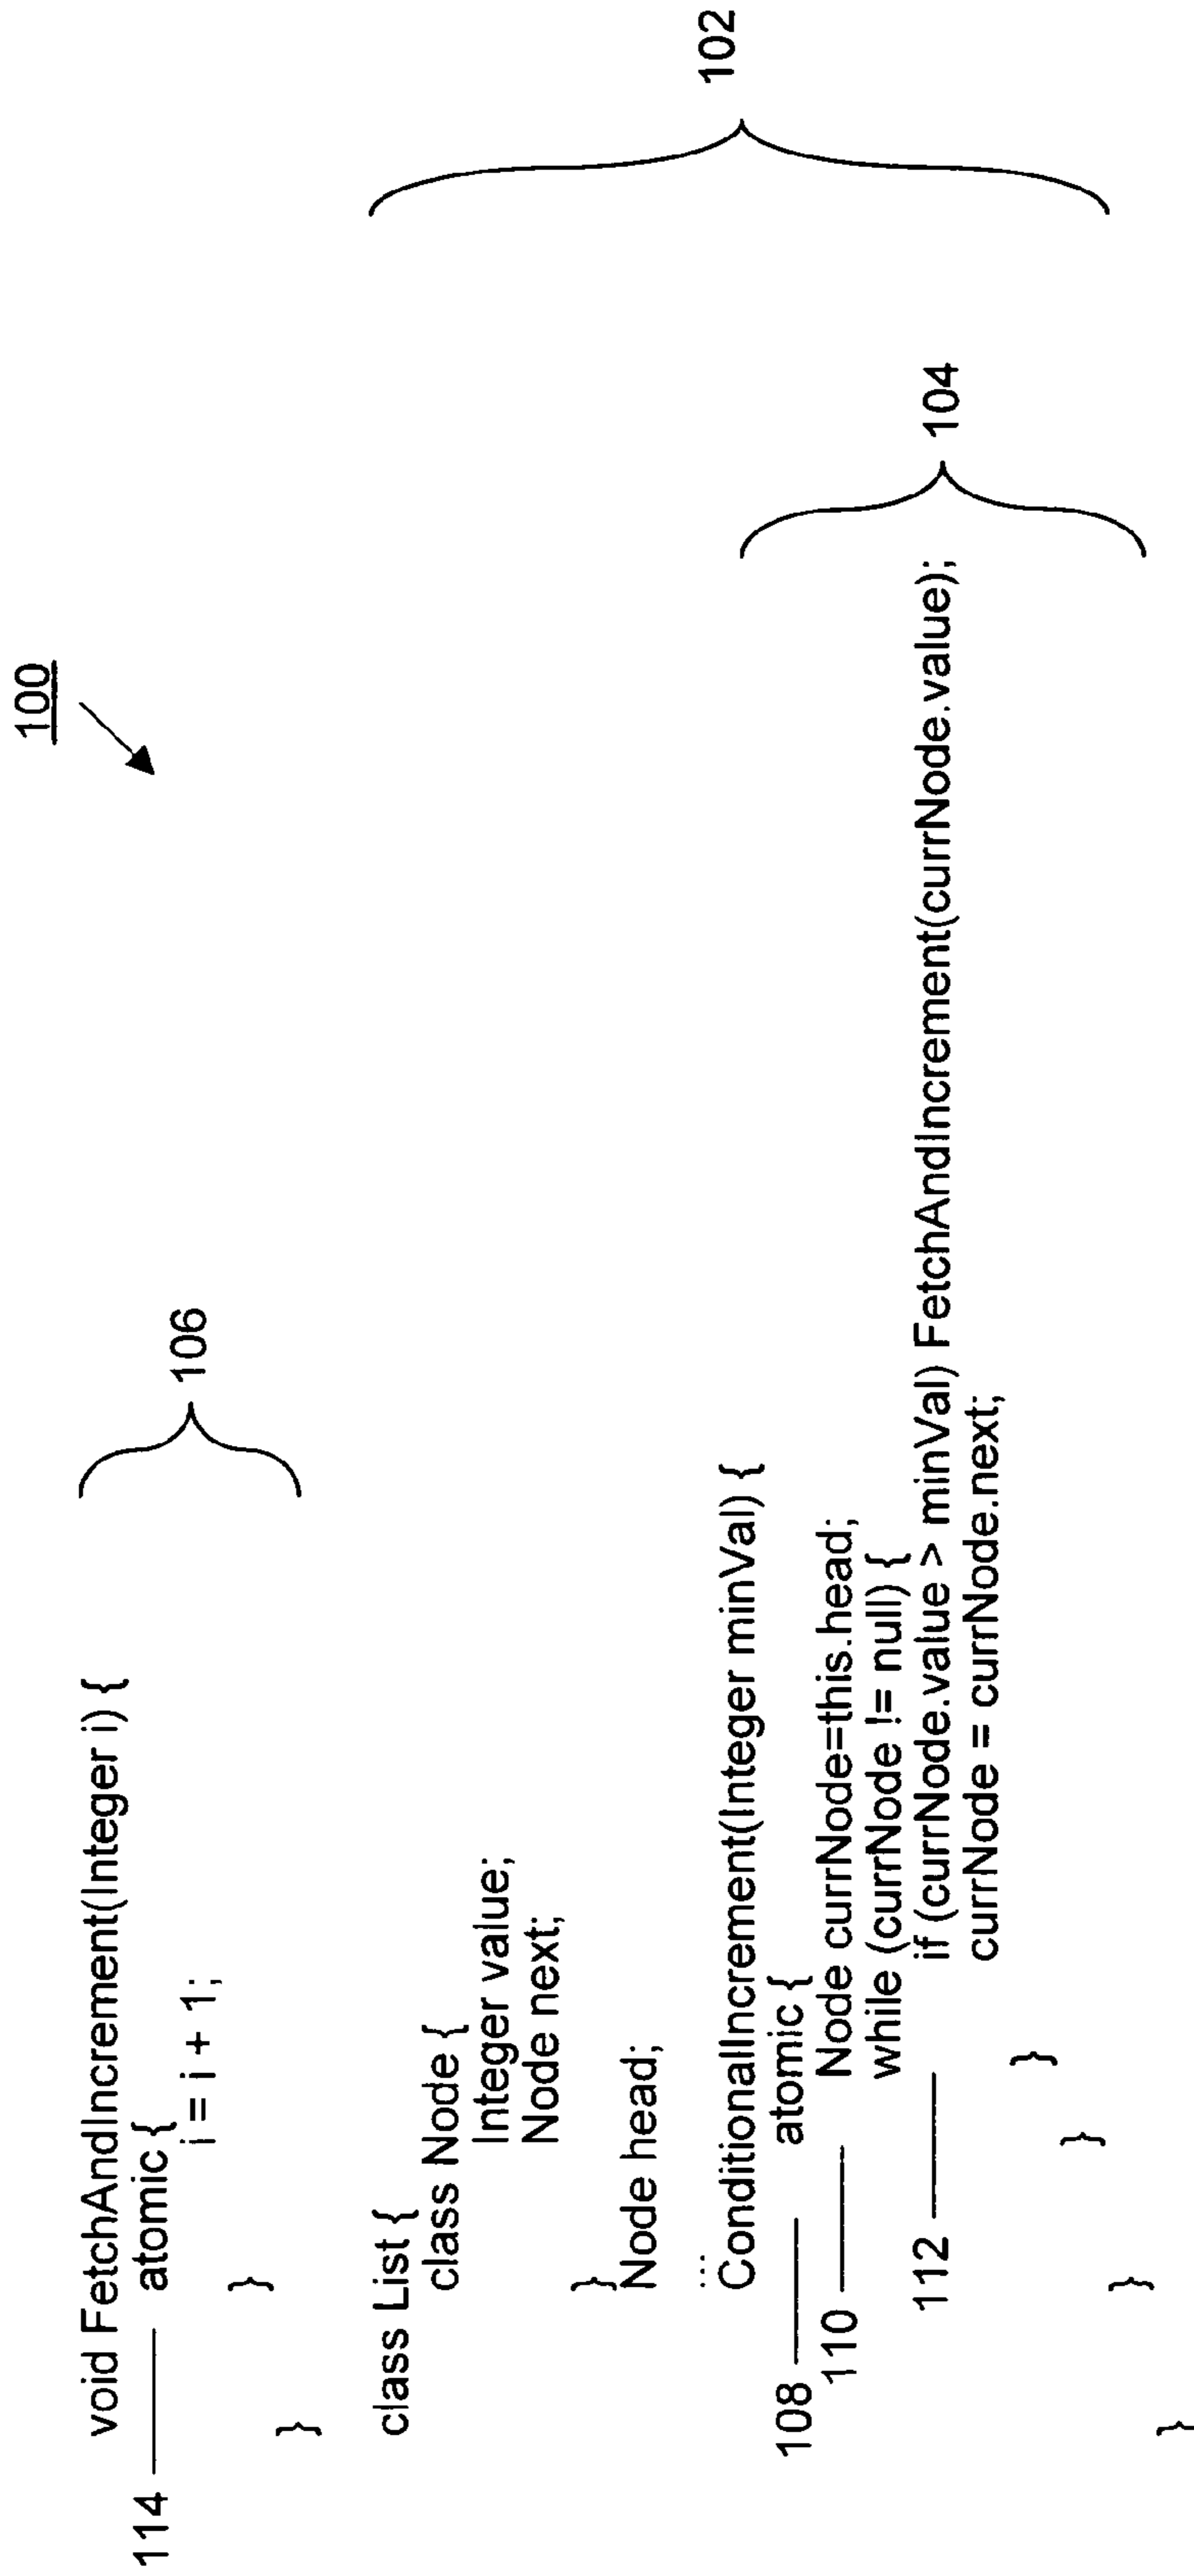 100
void FetchAndIncrement(Integer i) {
114 atomic {
i = i + 1;
}
}
106
class List {
class Node {
Integer value;
Node next;
}
Node head;
...
ConditionalIncrement(Integer minVal) {
108 atomic {
110 Node currNode=this.head;
while (currNode != null) {
112 if (currNode.value > minVal) FetchAndIncrement(currNode.value);
currNode = currNode.next;
}
}
}
}
104
102